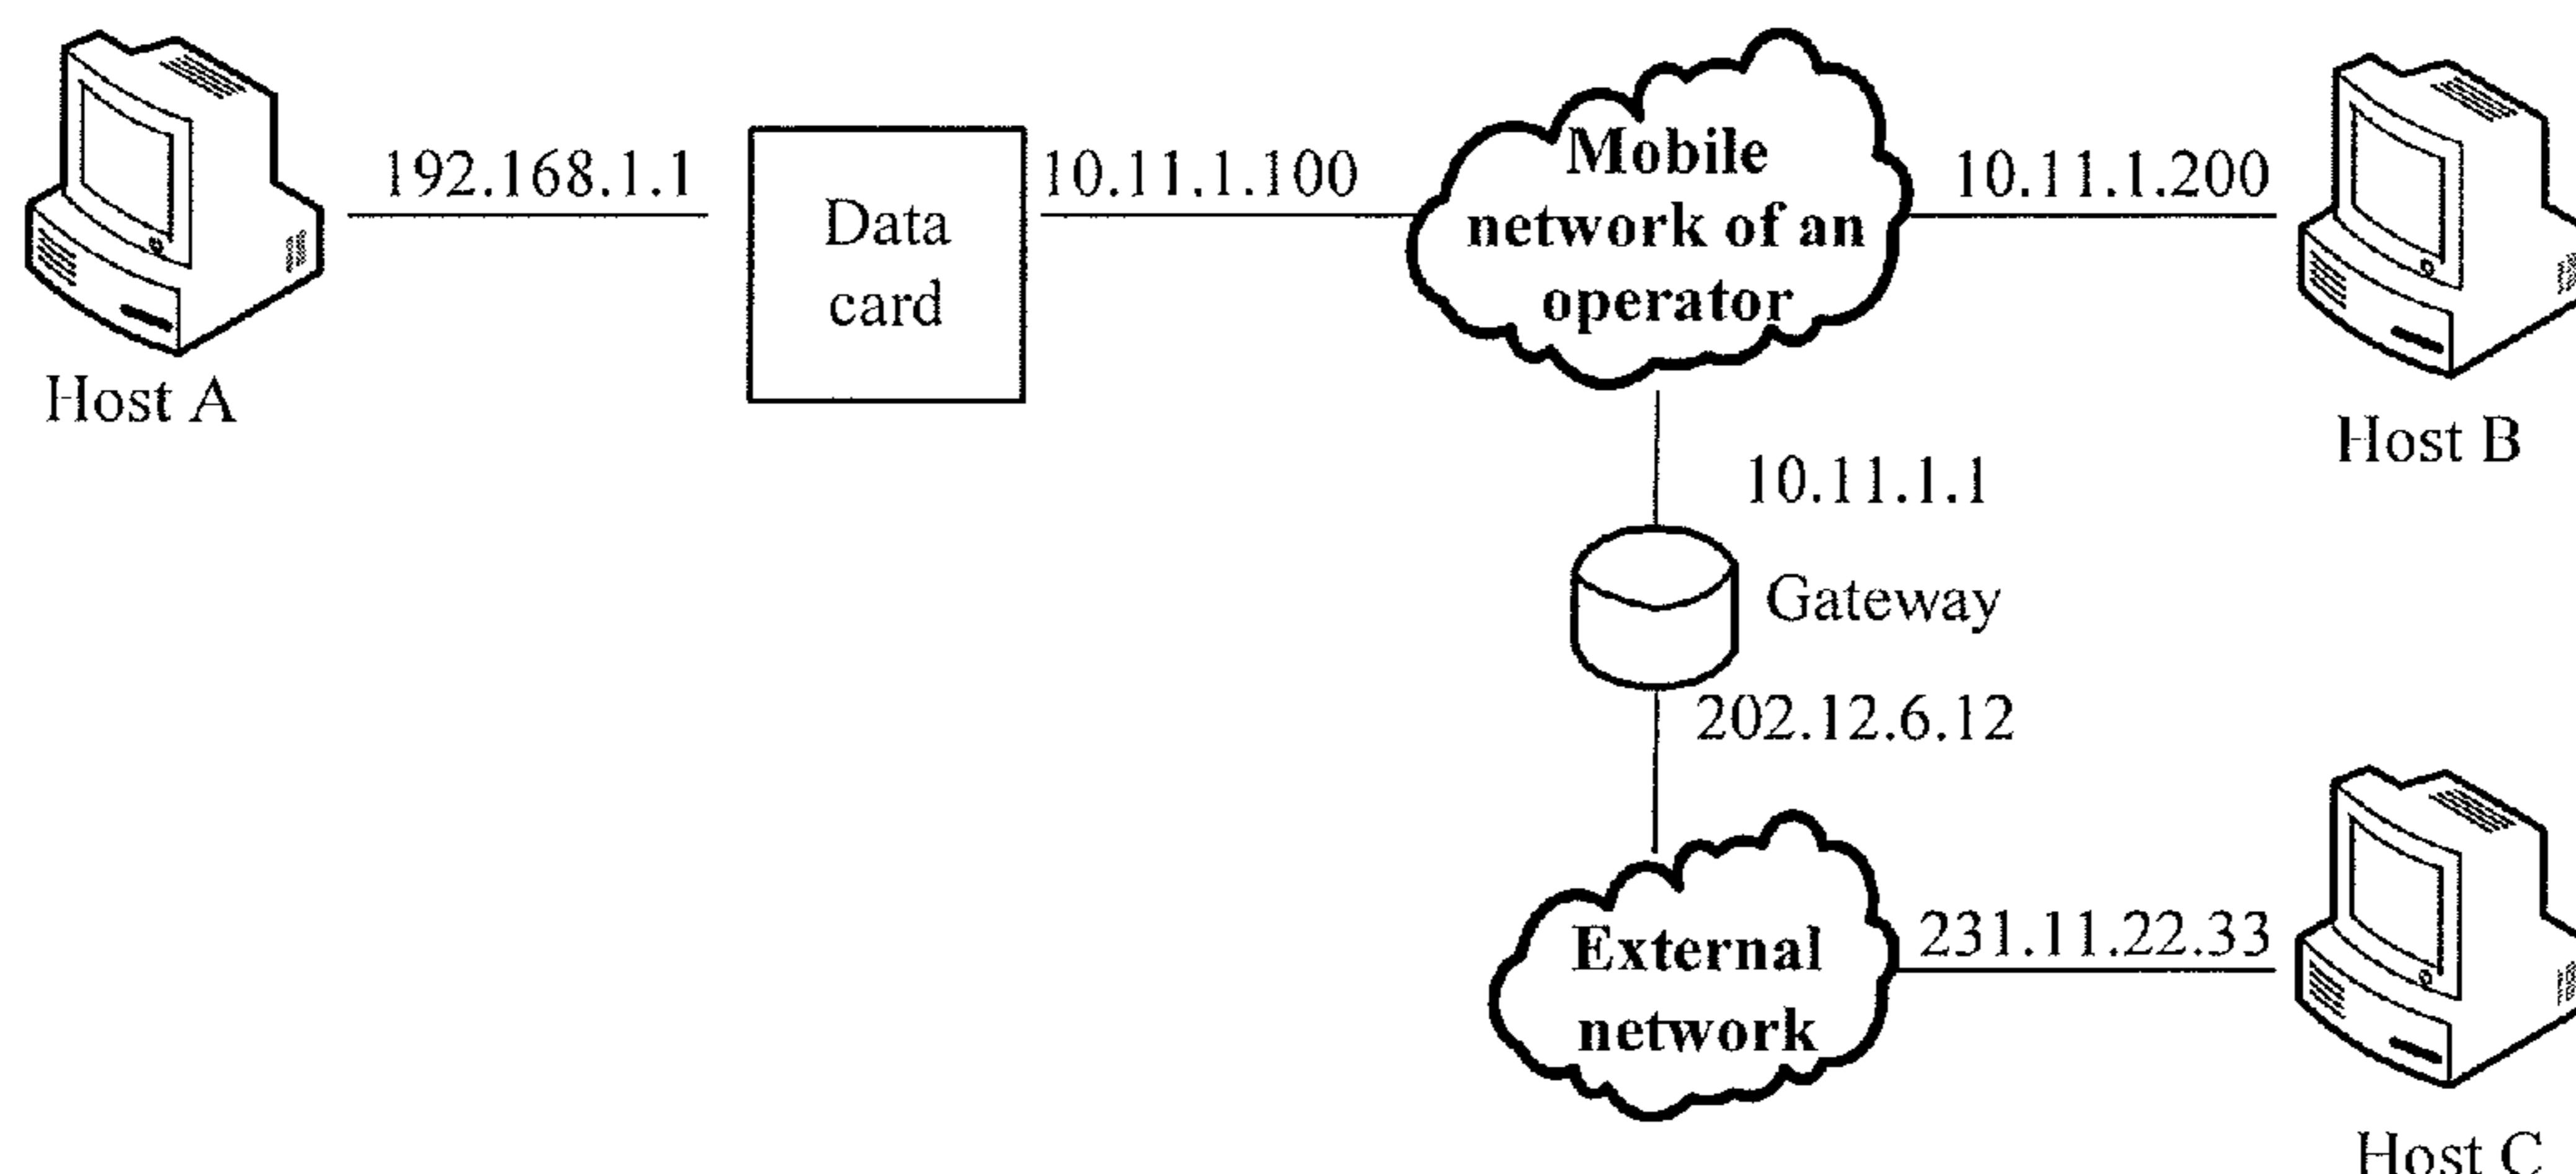 192.168.1.1
Data
card
10.11.1.100
Mobile
network of an
operator
10.11.1.200
Host A
Host B
10.11.1.1
Gateway
202.12.6.12
External
network
231.11.22.33
Host C